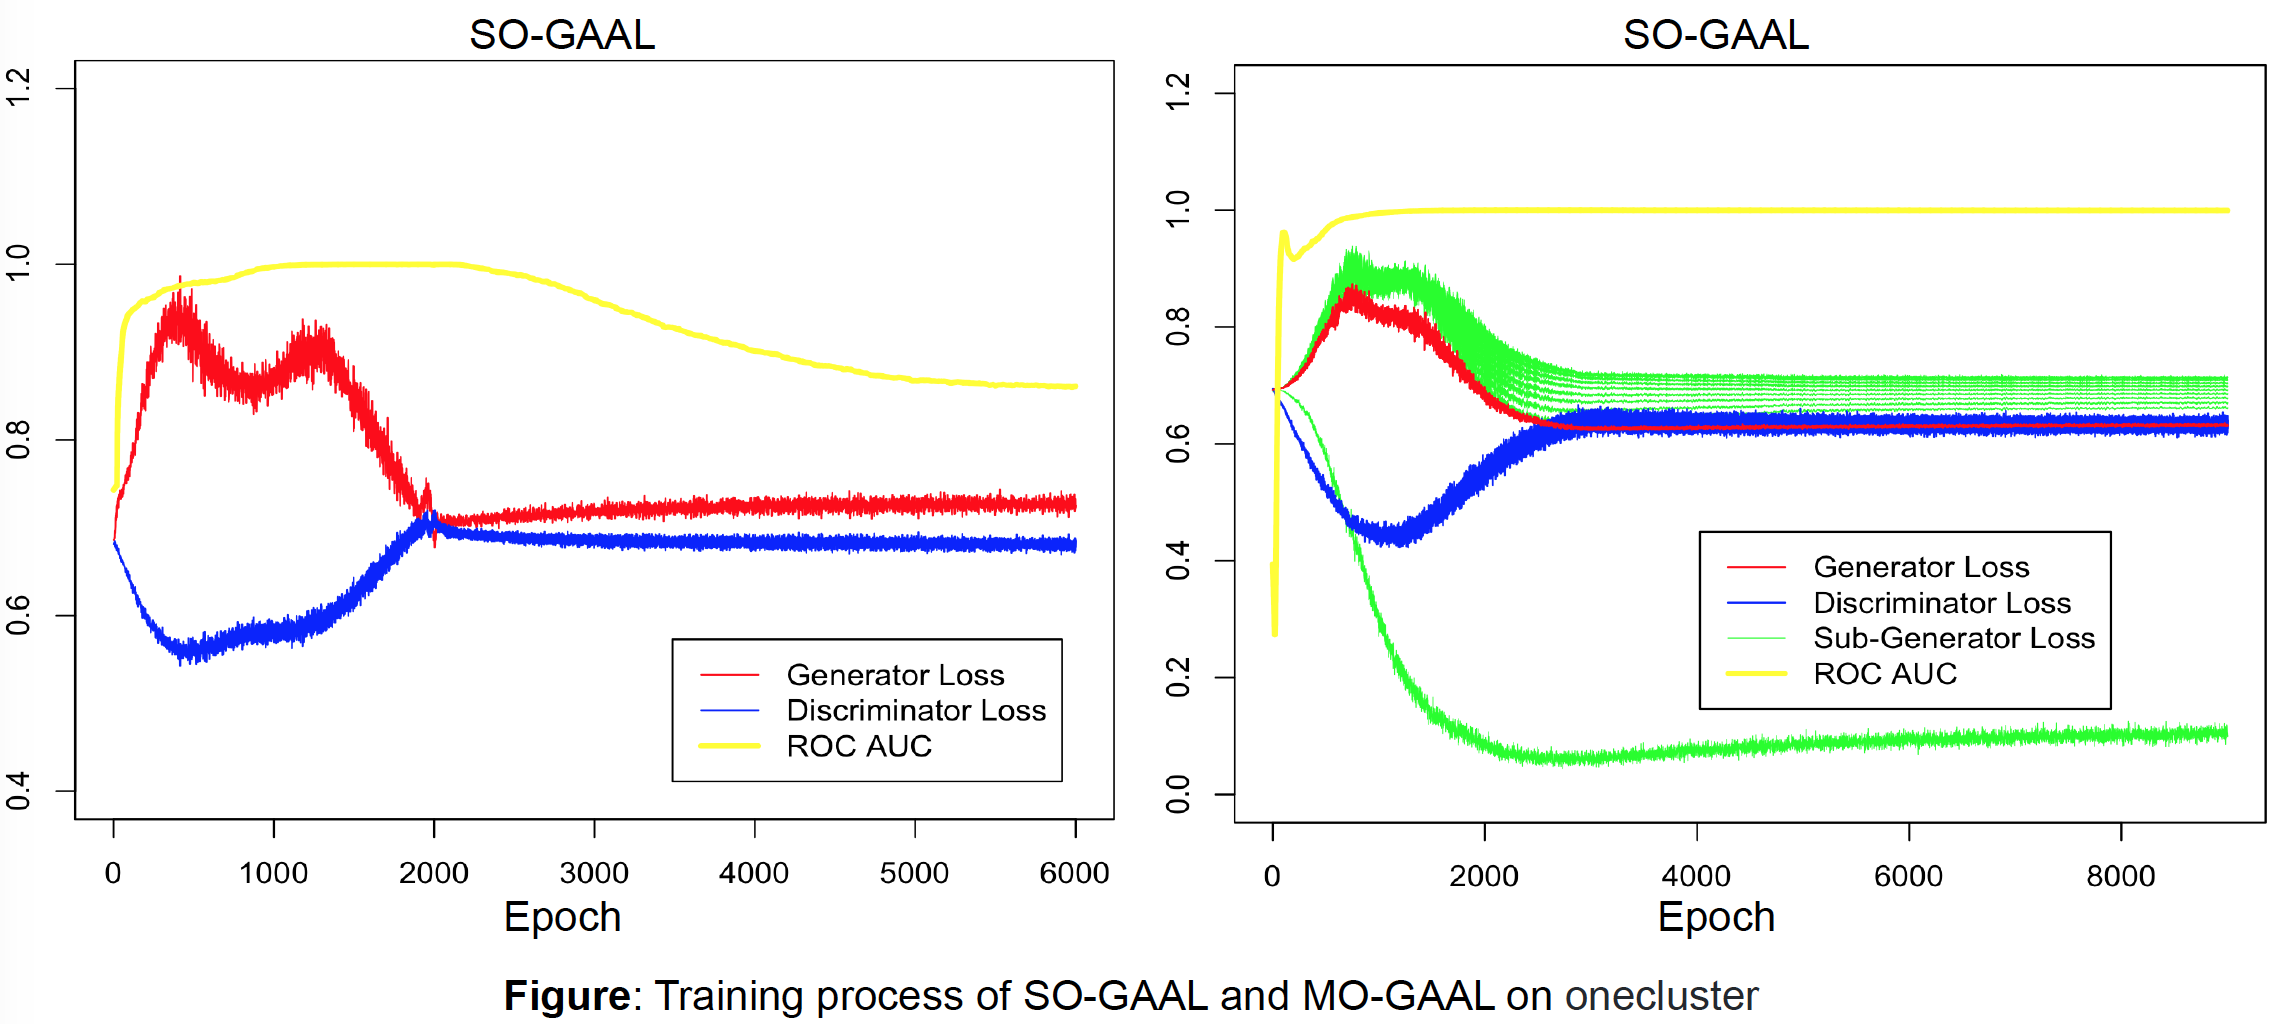 SO-GAAL
1.2
1.0
0.8
0.6
0.4
Generator Loss
Discriminator Loss
ROC AUC
0 1000 2000 3000 4000 5000 6000
Epoch
SO-GAAL
1.2
1.0
0.8
0.6
0.4
0.2
0.0
Generator Loss
Discriminator Loss
Sub-Generator Loss
ROC AUC
0 2000 4000 6000 8000
Epoch
Figure: Training process of SO-GAAL and MO-GAAL on onecluster